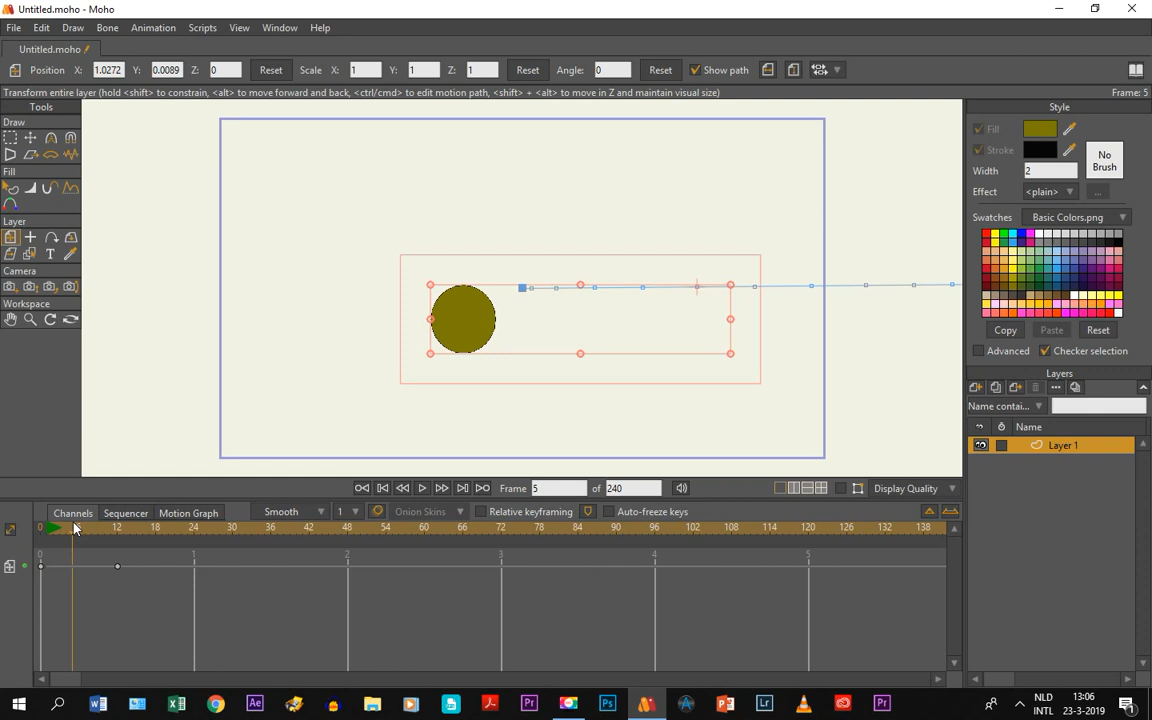 Untitled.moho - Moho
File Edit Draw Bone Animation Scripts View Window Help
Untitled.moho
Position X: 1.0272 Y: 0.0089 Z: 0 Reset Scale X: 1 Y: 1 Z: 1 Reset Angle: 0 Reset Show path
Transform entire layer (hold <shift> to constrain, <alt> to move forward and back, <ctrl/cmd> to edit motion path, <shift> + <alt> to move in Z and maintain visual size) Frame: 5
Tools
Draw
Fill
Layer
Camera
Workspace
Style
Fill
Stroke
No
Brush
Width 2
Effect <plain> ...
Swatches Basic Colors.png
Copy Paste Reset
Advanced Checker selection
Layers
Name contai...
Name
Layer 1
Frame 5 of 240 Display Quality
Channels Sequencer Motion Graph Smooth 1 Onion Skins Relative keyframing Auto-freeze keys
0 12 18 24 30 36 42 48 54 60 66 72 78 84 90 96 102 108 114 120 126 132 138
0 1 2 3 4 5
NLD 13:06
INTL 23-3-2019